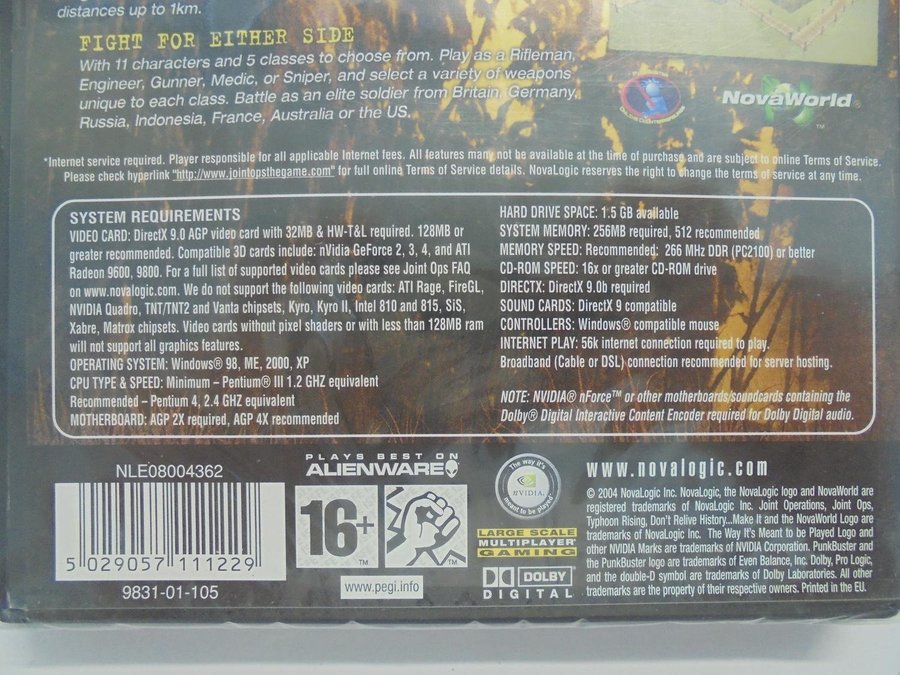 distances up to 1km.
FIGHT FOR EITHER SIDE
With 11 characters and 5 classes to choose from. Play as a Rifleman,
Engineer, Gunner, Medic, or Sniper, and select a variety of weapons
unique to each class. Battle as an elite soldier from Britain, Germany,
Russia, Indonesia, France, Australia or the US.
NovaWorld®
™
*Internet service required. Player responsible for all applicable Internet fees. All features many not be available at the time of purchase and are subject to online Terms of Service.
Please check hyperlink "http://www.jointopsthegame.com" for full online Terms of Service details. NovaLogic reserves the right to change the terms of service at any time.
SYSTEM REQUIREMENTS
VIDEO CARD: DirectX 9.0 AGP video card with 32MB & HW-T&L required. 128MB or
greater recommended. Compatible 3D cards include: nVidia GeForce 2, 3, 4, and ATI
Radeon 9600, 9800. For a full list of supported video cards please see Joint Ops FAQ
on www.novalogic.com. We do not support the following video cards: ATI Rage, FireGL,
NVIDIA Quadro, TNT/TNT2 and Vanta chipsets, Kyro, Kyro II, Intel 810 and 815, SiS,
Xabre, Matrox chipsets. Video cards without pixel shaders or with less than 128MB ram
will not support all graphics features.
OPERATING SYSTEM: Windows® 98, ME, 2000, XP
CPU TYPE & SPEED: Minimum – Pentium® III 1.2 GHZ equivalent
Recommended – Pentium 4, 2.4 GHZ equivalent
MOTHERBOARD: AGP 2X required, AGP 4X recommended
HARD DRIVE SPACE: 1.5 GB available
SYSTEM MEMORY: 256MB required, 512 recommended
MEMORY SPEED: Recommended: 266 MHz DDR (PC2100) or better
CD-ROM SPEED: 16x or greater CD-ROM drive
DIRECTX: DirectX 9.0b required
SOUND CARDS: DirectX 9 compatible
CONTROLLERS: Windows® compatible mouse
INTERNET PLAY: 56k internet connection required to play.
Broadband (Cable or DSL) connection recommended for server hosting.
NOTE: NVIDIA® nForce™ or other motherboards/soundcards containing the
Dolby® Digital Interactive Content Encoder required for Dolby Digital audio.
NLE08004362
5 029057 111229
9831-01-105
PLAYS BEST ON
ALIENWARE
16+
™
™
www.pegi.info
The way it's
nVIDIA.
meant to be played
LARGE SCALE
MULTIPLAYER
GAMING
DOLBY
DIGITAL
www.novalogic.com
© 2004 NovaLogic Inc. NovaLogic, the NovaLogic logo and NovaWorld are
registered trademarks of NovaLogic Inc. Joint Operations, Joint Ops,
Typhoon Rising, Don't Relive History...Make It and the NovaWorld Logo are
trademarks of NovaLogic Inc. The Way It's Meant to be Played Logo and
other NVIDIA Marks are trademarks of NVIDIA Corporation. PunkBuster and
the PunkBuster logo are trademarks of Even Balance, Inc. Dolby, Pro Logic,
and the double-D symbol are trademarks of Dolby Laboratories. All other
trademarks are the property of their respective owners. Printed in the EU.